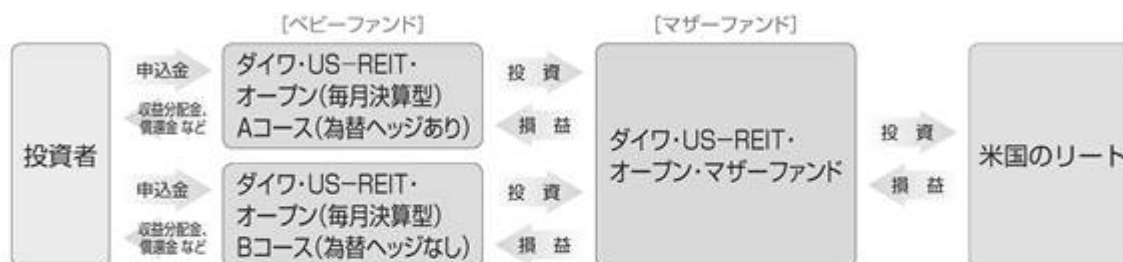 [ベビーファンド]
[マザーファンド]
投資者
申込金
収益分配金、
償還金 など
ダイワ・US-REIT・
オープン(毎月決算型)
Aコース(為替ヘッジあり)
投 資
損 益
申込金
収益分配金、
償還金 など
ダイワ・US-REIT・
オープン(毎月決算型)
Bコース(為替ヘッジなし)
投 資
損 益
ダイワ・US-REIT・
オープン・マザーファンド
投 資
損 益
米国のリート